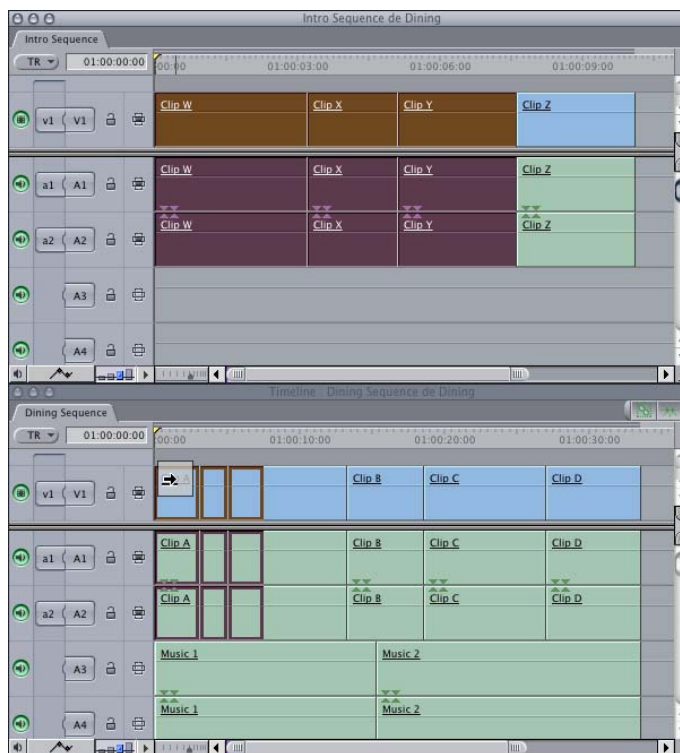 Intro Sequence de Dining
Intro Sequence
TR 01:00:00:00 00:00 01:00:03:00 01:00:06:00 01:00:09:00
v1 V1 Clip W Clip X Clip Y Clip Z
a1 A1 Clip W Clip X Clip Y Clip Z
a2 A2 Clip W Clip X Clip Y Clip Z
A3
A4
Timeline : Dining Sequence de Dining
Dining Sequence
TR 01:00:00:00 00:00 01:00:10:00 01:00:20:00 01:00:30:00
v1 V1 A Clip B Clip C Clip D
a1 A1 Clip A Clip B Clip C Clip D
a2 A2 Clip A Clip B Clip C Clip D
A3 Music 1 Music 2
A4 Music 1 Music 2